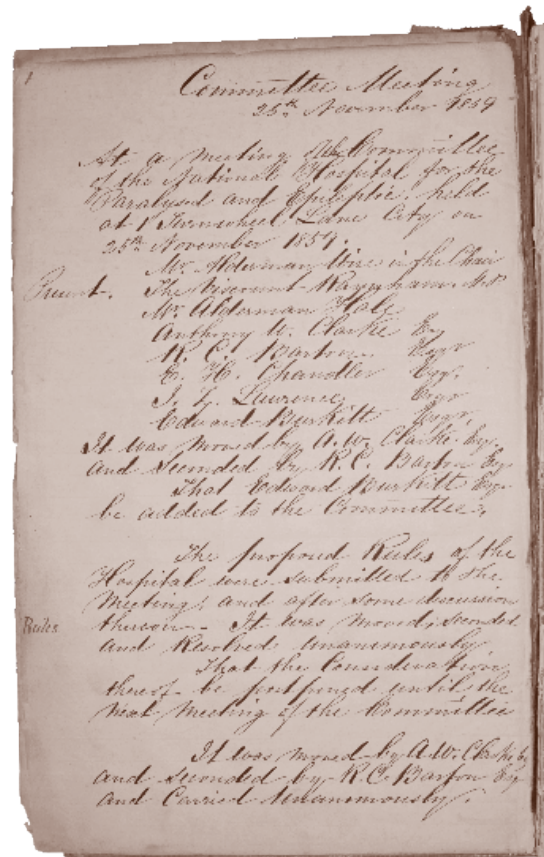 1
Committee Meeting
25th November 1859
At a meeting of the Committee
of the National Hospital for the
Paralysed and Epileptic. held
at 1 Turnwheel Lane City on
25th November 1859.
Mr. Alderman Wire in the Chair
Present. The Viscount Raynham. M.P.
Mr. Alderman Hale
Anthony W. Clarke Esq
R. C. Barton. Esqr
E. H. Chandler Esq.
J. L. Lawrence Esqr
Edward Burkitt Esqr.
It was moved by A. W. Clarke Esq.
and Seconded by R. C. Barton Esq
That Edward Burkitt Esqr
be added to the Committee.
The proposed Rules of the
Hospital were submitted to the
Meeting; and after some discussion
Rules thereon - It was moved, seconded
and Resolved unanimously
That the Consideration
thereof be postponed until the
next Meeting of the Committee
It was moved by A. W. Clarke Esq
and seconded by R. C. Barton Esq
and Carried Unanimously.